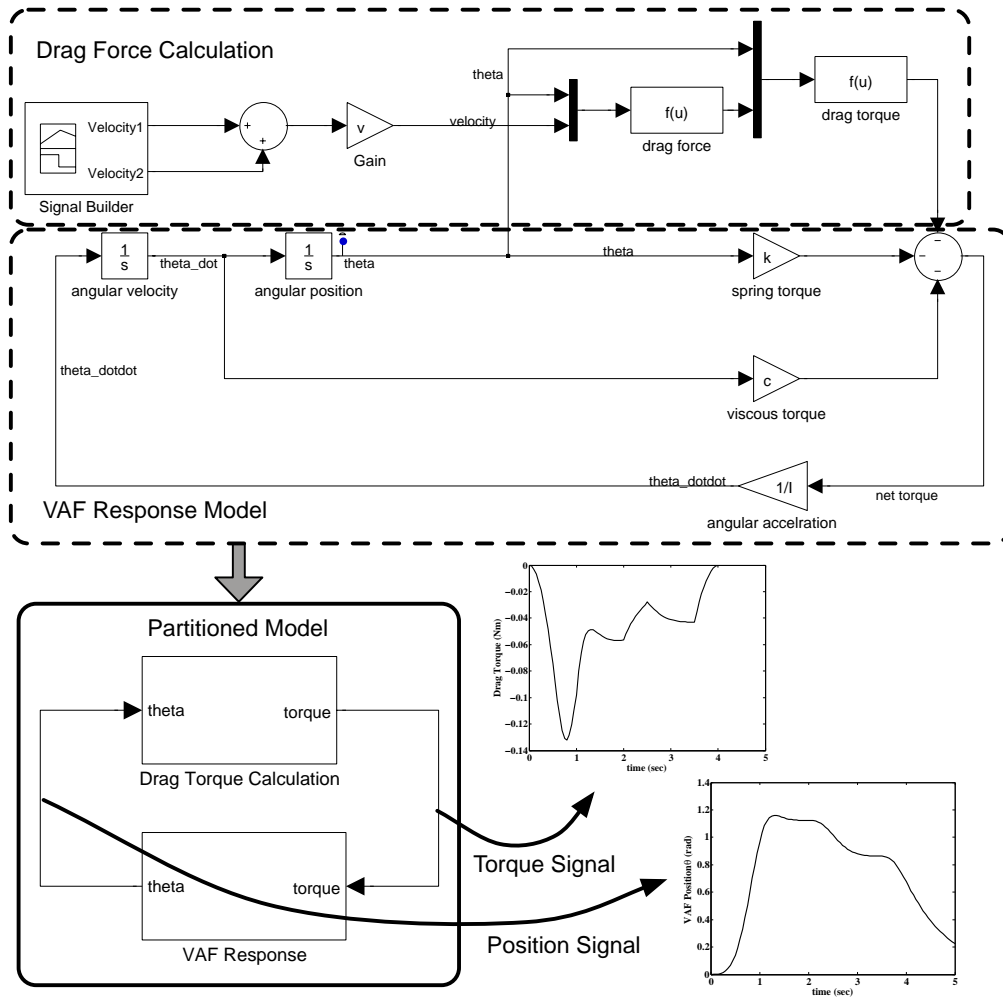 Drag Force Calculation
theta
f(u)
drag torque
Velocity1
Velocity2
Signal Builder
+
+
v
Gain
velocity
f(u)
drag force
1
s
angular velocity
theta_dot
1
s
angular position
theta
theta
k
spring torque
−
−
−
theta_dotdot
c
viscous torque
theta_dotdot
1/I
net torque
angular accelration
VAF Response Model
Partitioned Model
theta
torque
Drag Torque Calculation
theta
torque
VAF Response
Torque Signal
Position Signal
0
−0.02
−0.04
−0.06
−0.08
−0.1
−0.12
−0.14
Drag Torque (Nm)
0 1 2 3 4 5
time (sec)
1.4
1.2
1
0.8
0.6
0.4
0.2
0
VAF Positionθ (rad)
0 1 2 3 4 5
time (sec)